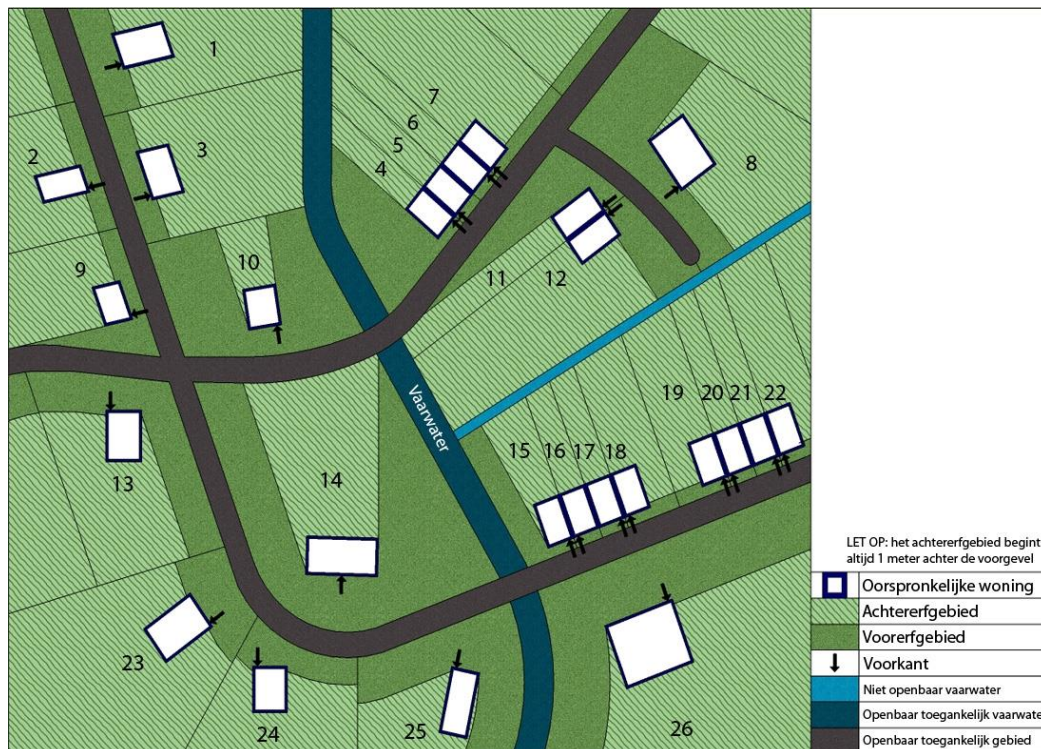 1
2
3
4
5
6
7
8
9
10
11
12
13
14
15
16
17
18
19
20
21
22
23
24
25
26
Vaarwater
LET OP: het achtererfgebied begint
altijd 1 meter achter de voorgevel
Oorspronkelijke woning
Achtererfgebied
Voorerfgebied
Voorkant
Niet openbaar vaarwater
Openbaar toegankelijk vaarwate
Openbaar toegankelijk gebied